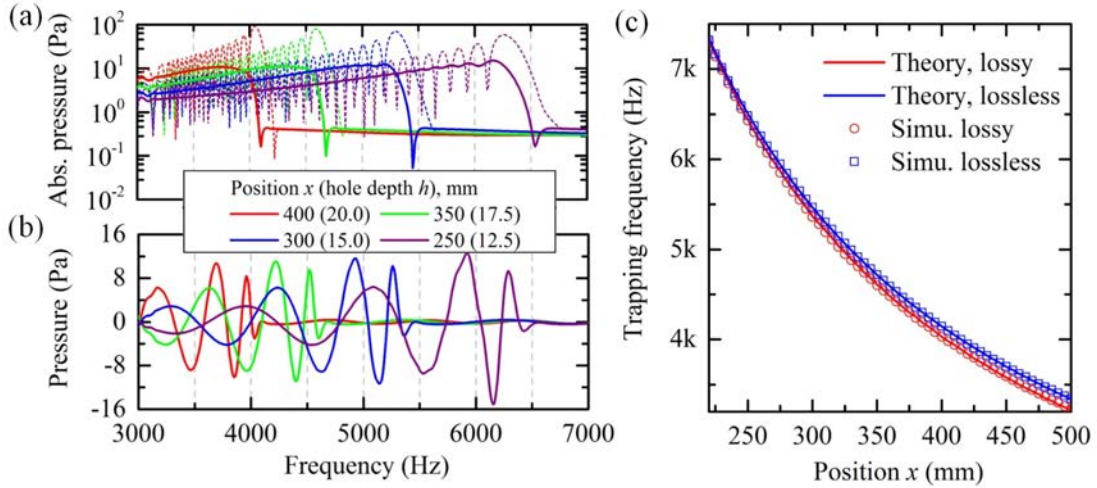 (a)
Abs. pressure (Pa)
10²
10¹
10⁰
10⁻¹
10⁻²
Position x (hole depth h), mm
400 (20.0) 350 (17.5)
300 (15.0) 250 (12.5)
(b)
Pressure (Pa)
16
8
0
-8
-16
3000 4000 5000 6000 7000
Frequency (Hz)
(c)
Trapping frequency (Hz)
7k
6k
5k
4k
Theory, lossy
Theory, lossless
Simu. lossy
Simu. lossless
250 300 350 400 450 500
Position x (mm)